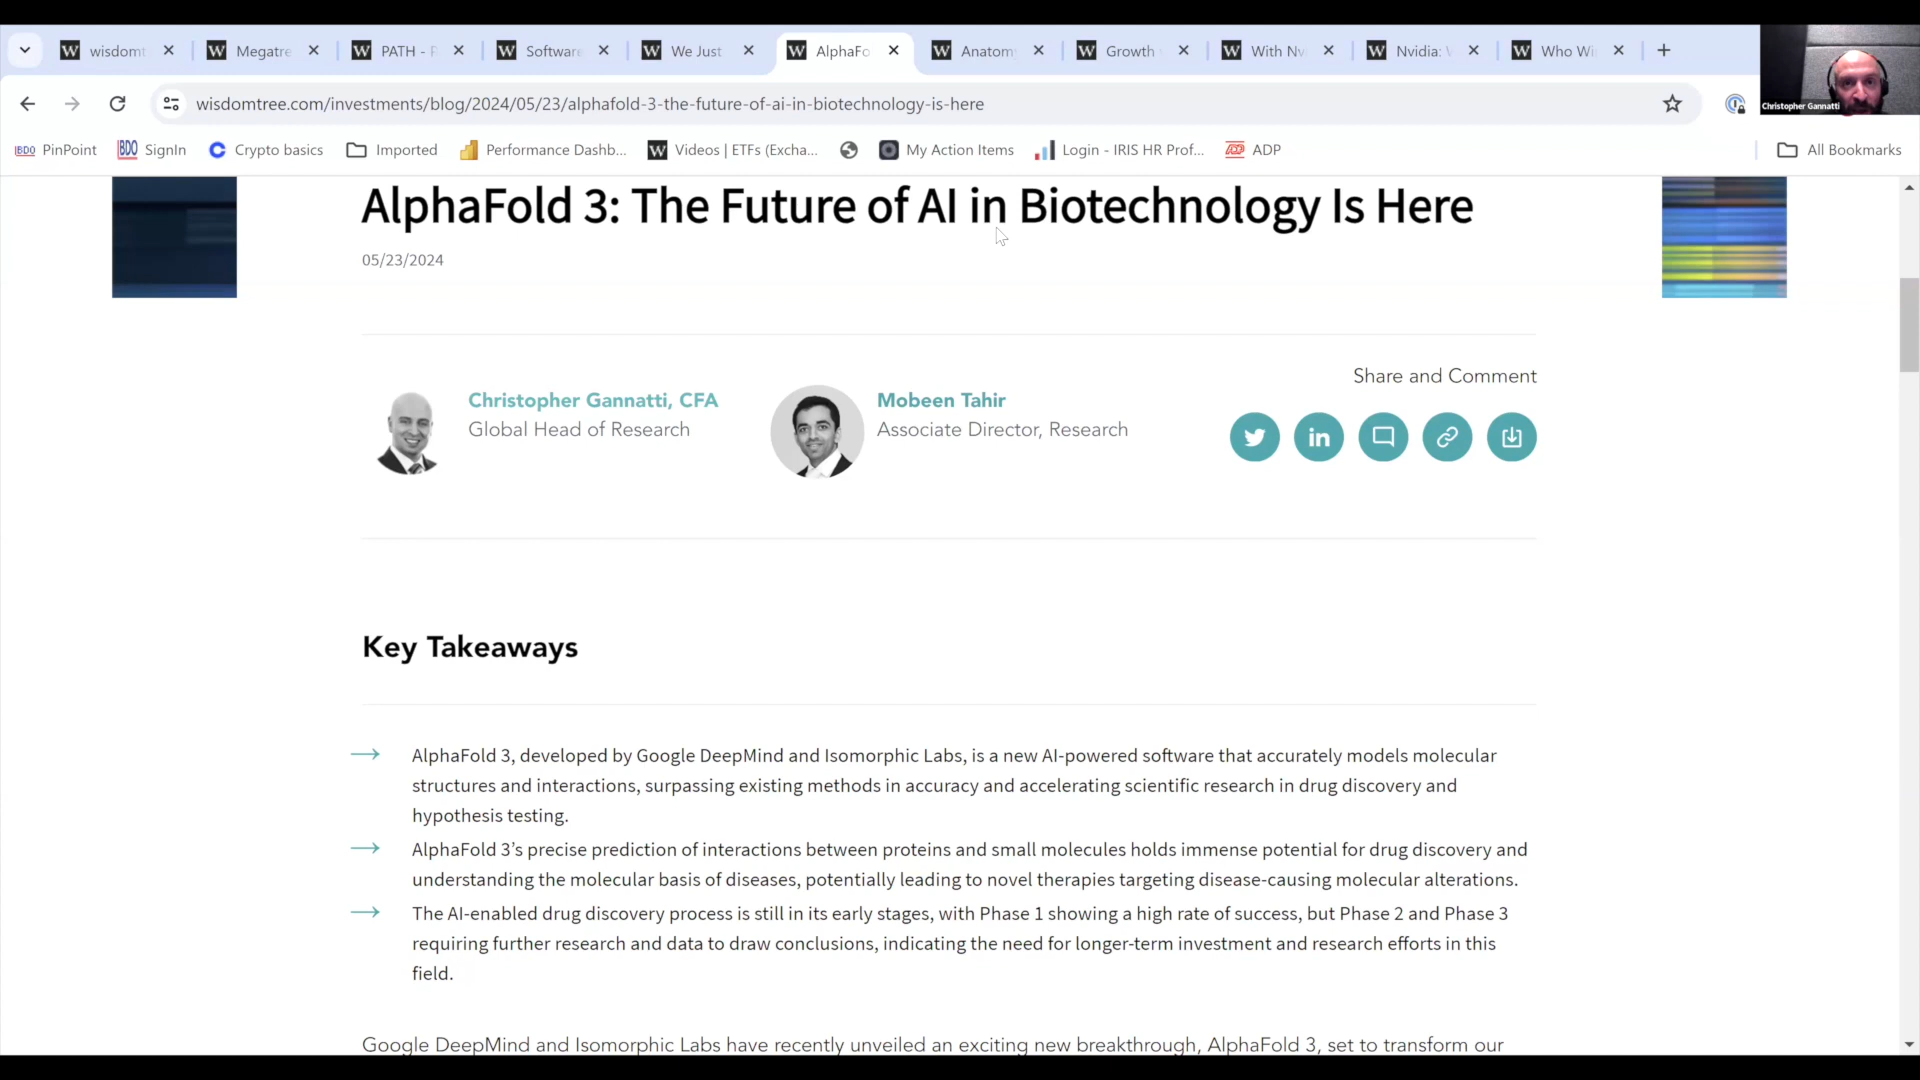 W wisdomt
W Megatre
W PATH - P
W Software
W We Just
W AlphaFo
W Anatom
W Growth
W With Nv
W Nvidia:
W Who Wi
Christopher Gannatti
wisdomtree.com/investments/blog/2024/05/23/alphafold-3-the-future-of-ai-in-biotechnology-is-here
BDO PinPoint
BDO SignIn
Crypto basics
Imported
Performance Dashb...
W Videos | ETFs (Excha...
My Action Items
Login - IRIS HR Prof...
ADP
All Bookmarks
AlphaFold 3: The Future of AI in Biotechnology Is Here
05/23/2024
Share and Comment
Christopher Gannatti, CFA
Global Head of Research
Mobeen Tahir
Associate Director, Research
in
Key Takeaways
AlphaFold 3, developed by Google DeepMind and Isomorphic Labs, is a new AI-powered software that accurately models molecular
structures and interactions, surpassing existing methods in accuracy and accelerating scientific research in drug discovery and
hypothesis testing.
AlphaFold 3’s precise prediction of interactions between proteins and small molecules holds immense potential for drug discovery and
understanding the molecular basis of diseases, potentially leading to novel therapies targeting disease-causing molecular alterations.
The AI-enabled drug discovery process is still in its early stages, with Phase 1 showing a high rate of success, but Phase 2 and Phase 3
requiring further research and data to draw conclusions, indicating the need for longer-term investment and research efforts in this
field.
Google DeepMind and Isomorphic Labs have recently unveiled an exciting new breakthrough, AlphaFold 3, set to transform our